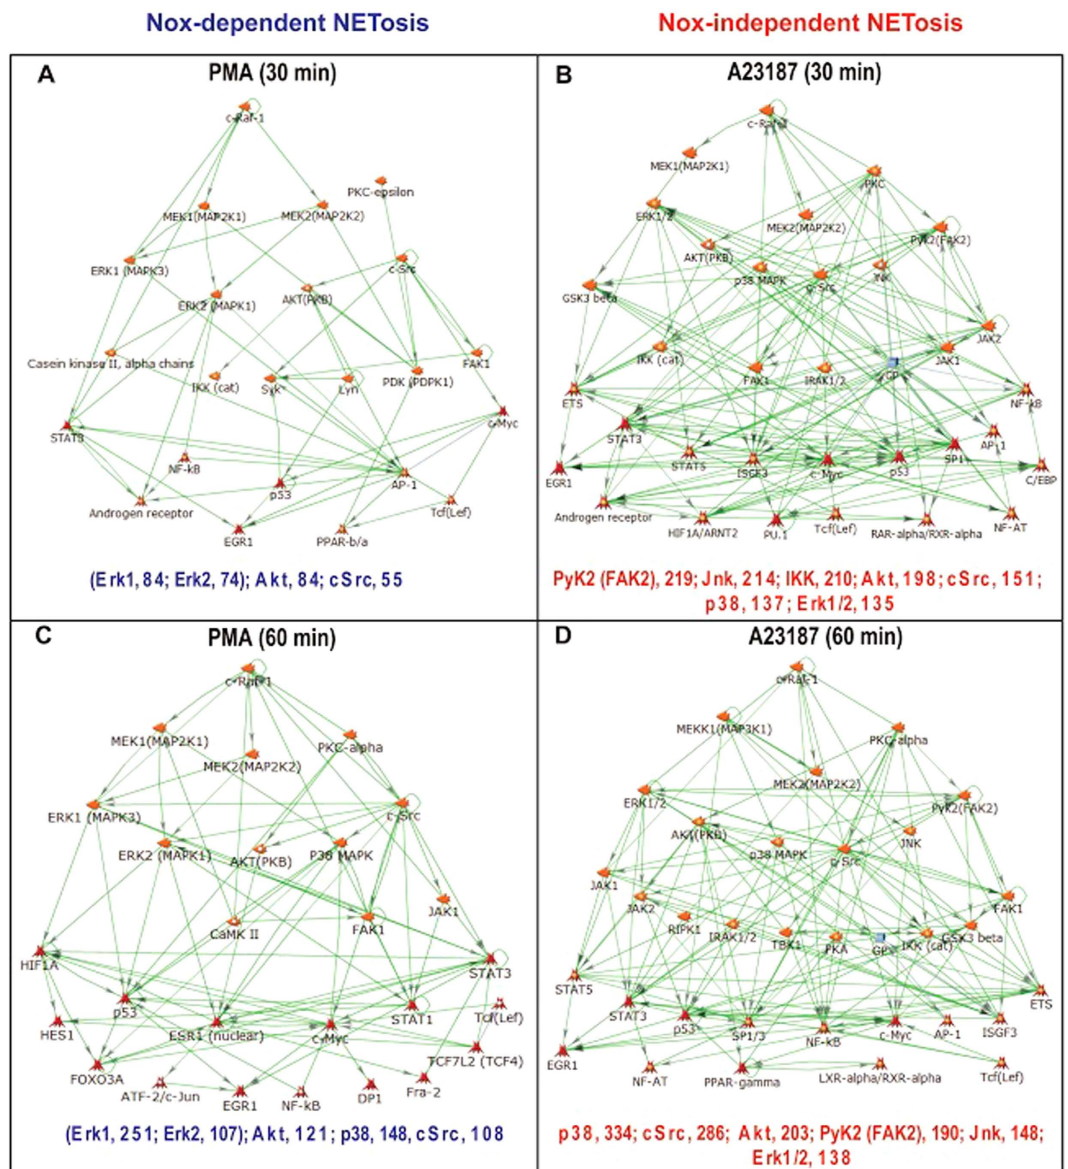 Nox-dependent NETosis
Nox-independent NETosis
A
PMA (30 min)
c-Raf-1
PKC-epsilon
MEK1(MAP2K1)
MEK2(MAP2K2)
ERK1 (MAPK3)
c-Src
ERK2 (MAPK1)
AKT(PKB)
Casein kinase II, alpha chains
FAK1
IKK (cat)
Syk
Lyn
PDK (PDPK1)
STAT3
c-Myc
NF-kB
AP-1
p53
Androgen receptor
Tcf(Lef)
EGR1
PPAR-b/a
(Erk1, 84; Erk2, 74); Akt, 84; cSrc, 55
B
A23187 (30 min)
c-Raf-1
MEK1/MAP2K1)
PKC
ERK1/2
MEK2(MAP2K2)
PyK2(FAK2)
AKT(PKB)
p38 MAPK
c-Src
JNK
GSK3 beta
JAK2
IKK (cat)
JAK1
FAK1
IRAK1/2
GP
ETS
NF-kB
STAT3
AP-1
STAT5
ISGF3
c-Myc
p53
SP1
EGR1
C/EBP
Androgen receptor
HIF1A/ARNT2
PU.1
Tcf(Lef)
RAR-alpha/RXR-alpha
NF-AT
PyK2 (FAK2), 219; Jnk, 214; IKK, 210; Akt, 198; cSrc, 151;
p38, 137; Erk1/2, 135
C
PMA (60 min)
c-Raf-1
MEK1(MAP2K1)
PKC-alpha
MEK2(MAP2K2)
ERK1 (MAPK3)
c-Src
ERK2 (MAPK1)
AKT(PKB)
P38 MAPK
JAK1
CaMK II
FAK1
HIF1A
STAT3
p53
STAT1
Tcf(Lef)
HES1
ESR1 (nuclear)
c-Myc
TCF7L2 (TCF4)
FOXO3A
ATF-2/c-Jun
EGR1
NF-kB
DP1
Fra-2
(Erk1, 251; Erk2, 107); Akt, 121; p38, 148, cSrc, 108
D
A23187 (60 min)
c-Raf-1
MEKK1(MAP3K1)
PKC-alpha
MEK2(MAP2K2)
ERK1/2
PyK2(FAK2)
AKT(PKB)
p38 MAPK
c-Src
JNK
JAK1
JAK2
FAK1
RIPK1
IRAK1/2
TBK1
PKA
GP
IKK (cat)
GSK3 beta
STAT5
ETS
STAT3
p53
SP1/3
NF-kB
c-Myc
AP-1
ISGF3
EGR1
NF-AT
PPAR-gamma
LXR-alpha/RXR-alpha
Tcf(Lef)
p38, 334; cSrc, 286; Akt, 203; PyK2 (FAK2), 190; Jnk, 148;
Erk1/2, 138